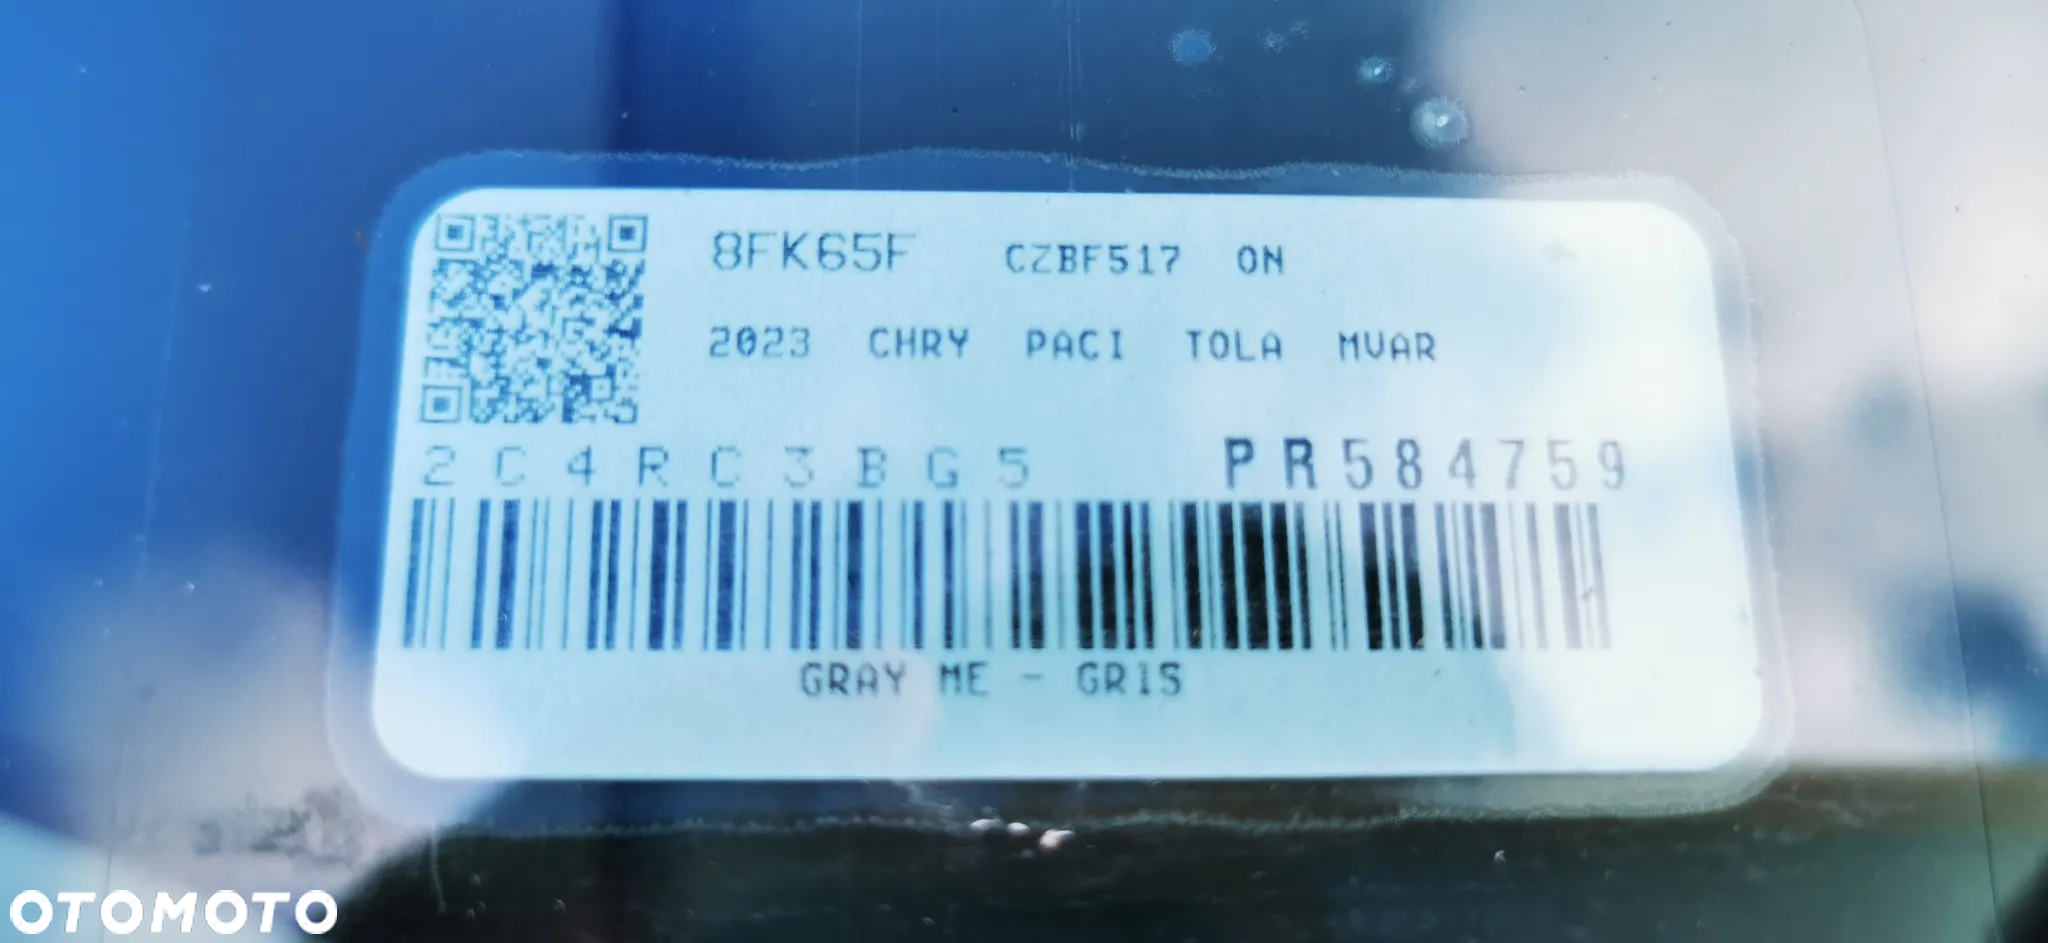 8FK65F CZBF517 ON
2023 CHRY PACI TOLA MVAR
2C4RC3BG5 PR584759
GRAY ME - GRIS
OTOMOTO